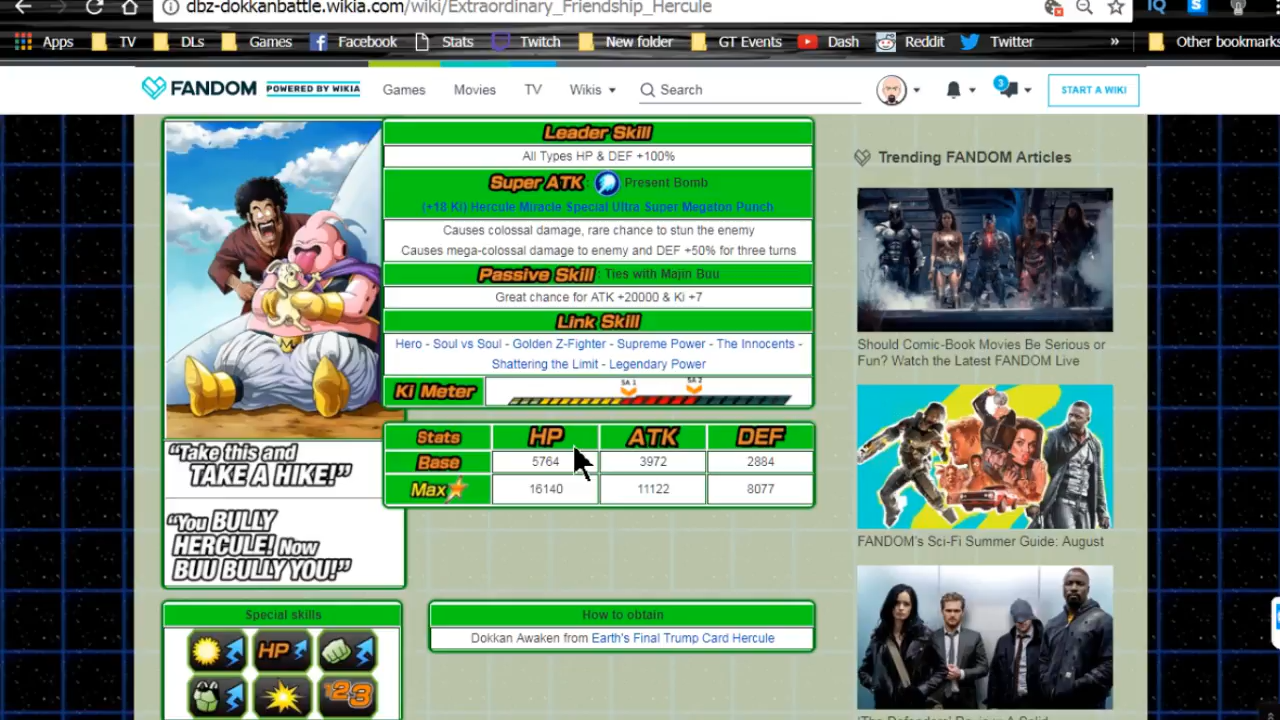 dbz-dokkanbattle.wikia.com/wiki/Extraordinary_Friendship_Hercule
Apps TV DLs Games Facebook Stats Twitch New folder GT Events Dash Reddit Twitter » Other bookmarks
FANDOM POWERED BY WIKIA Games Movies TV Wikis Search 3 START A WIKI
Leader Skill
All Types HP & DEF +100%
Super ATK Present Bomb
(+18 Ki) Hercule Miracle Special Ultra Super Megaton Punch
Causes colossal damage, rare chance to stun the enemy
Causes mega-colossal damage to enemy and DEF +50% for three turns
Passive Skill: Ties with Majin Buu
Great chance for ATK +20000 & Ki +7
Link Skill
Hero - Soul vs Soul - Golden Z-Fighter - Supreme Power - The Innocents -
Shattering the Limit - Legendary Power
Ki Meter SA 1 SA 2
Stats HP ATK DEF
Base 5764 3972 2884
Max 16140 11122 8077
"Take this and
TAKE A HIKE!"
"You BULLY
HERCULE! Now
BUU BULLY YOU!"
Special skills
HP
123
How to obtain
Dokkan Awaken from Earth's Final Trump Card Hercule
Trending FANDOM Articles
Should Comic-Book Movies Be Serious or
Fun? Watch the Latest FANDOM Live
FANDOM's Sci-Fi Summer Guide: August